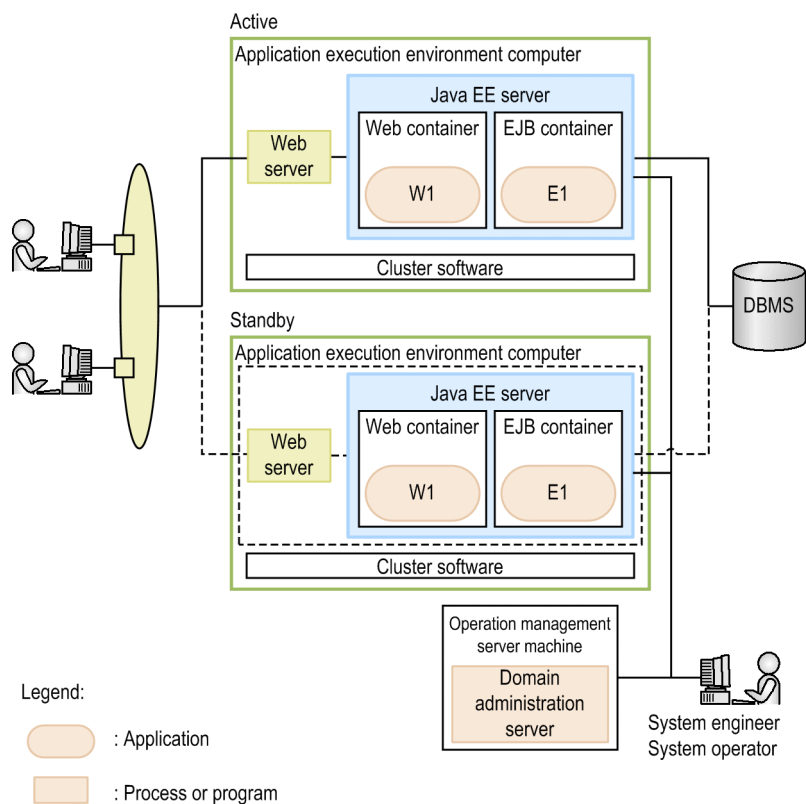 Active
Application execution environment computer
Java EE server
Web container
EJB container
Web
server
W1
E1
Cluster software
DBMS
Standby
Application execution environment computer
Java EE server
Web container
EJB container
Web
server
W1
E1
Cluster software
Operation management
server machine
Domain
administration
server
System engineer
System operator
Legend:
: Application
: Process or program